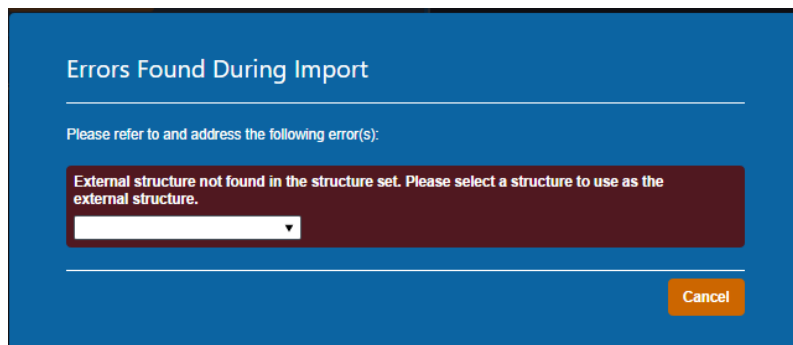 Errors Found During Import
Please refer to and address the following error(s):
External structure not found in the structure set. Please select a structure to use as the
external structure.
Cancel